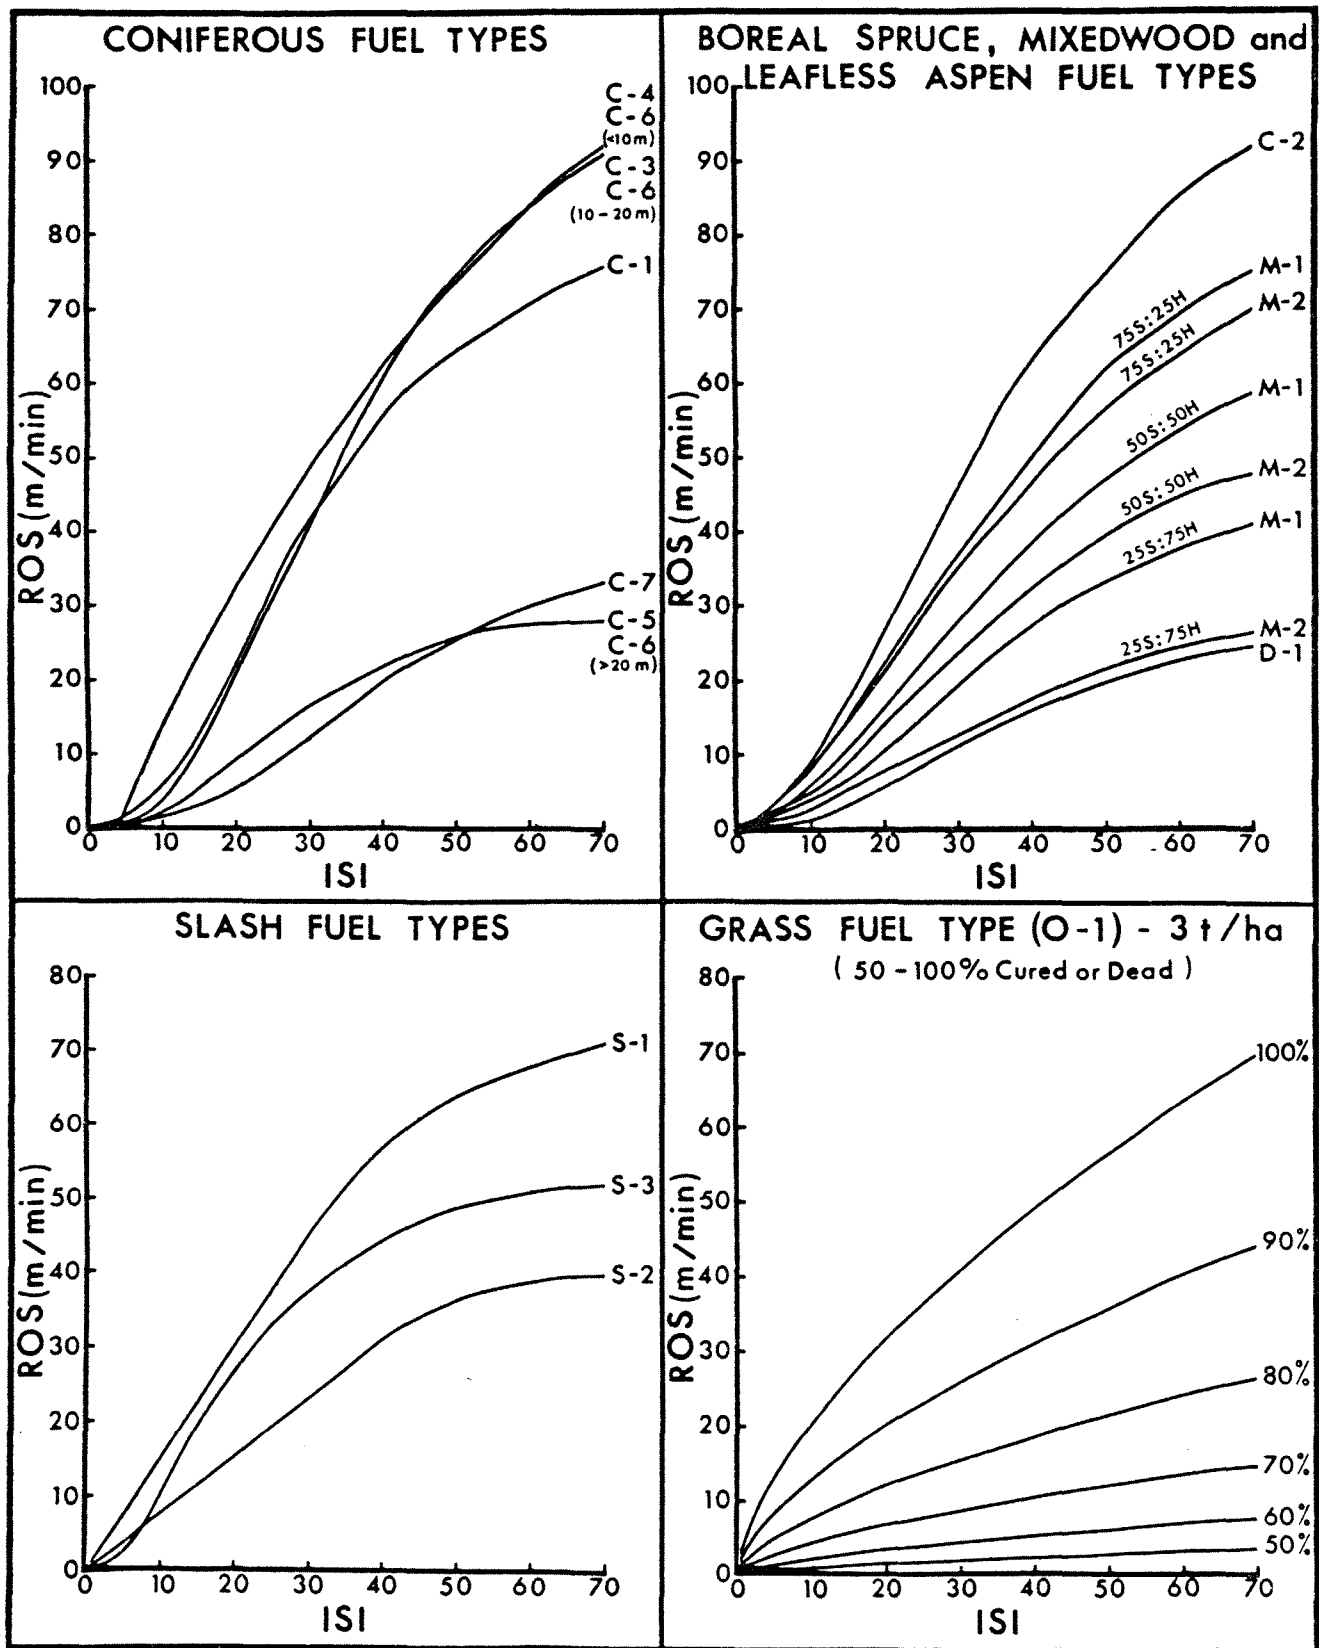 CONIFEROUS FUEL TYPES
100
90
80
70
60
50
40
30
20
10
0
ROS (m/min)
C-4
C-6
(<10m)
C-3
C-6
(10-20m)
C-1
C-7
C-5
C-6
(>20m)
0 10 20 30 40 50 60 70
ISI
BOREAL SPRUCE, MIXEDWOOD and
LEAFLESS ASPEN FUEL TYPES
100
90
80
70
60
50
40
30
20
10
0
ROS (m/min)
C-2
M-1
75S:25H
M-2
75S:25H
M-1
50S:50H
M-2
50S:50H
M-1
25S:75H
M-2
25S:75H
D-1
0 10 20 30 40 50 60 70
ISI
SLASH FUEL TYPES
80
70
60
50
40
30
20
10
0
ROS (m/min)
S-1
S-3
S-2
0 10 20 30 40 50 60 70
ISI
GRASS FUEL TYPE (O-1) - 3 t/ha
(50-100% Cured or Dead)
80
70
60
50
40
30
20
10
0
ROS (m/min)
100%
90%
80%
70%
60%
50%
0 10 20 30 40 50 60 70
ISI